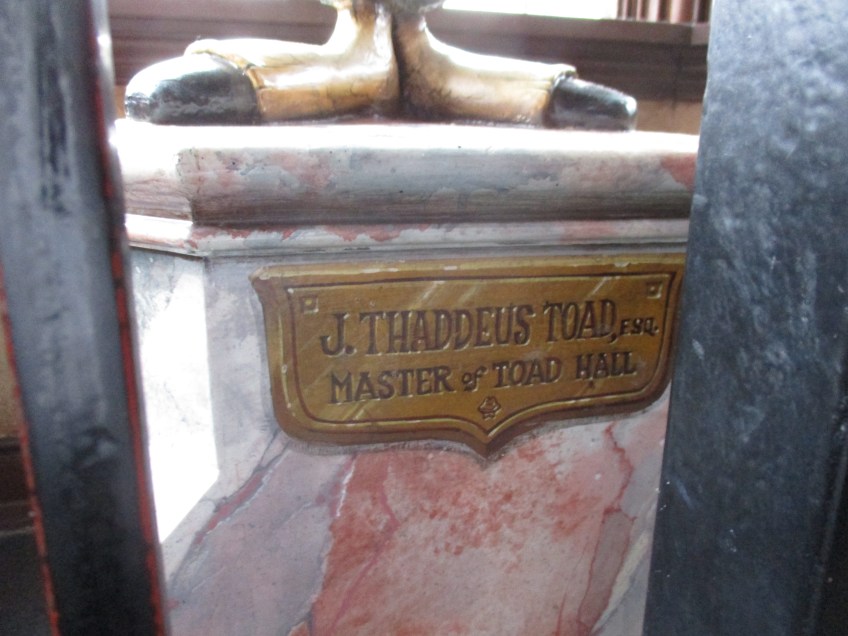 J. THADDEUS TOAD, ESQ.
MASTER of TOAD HALL